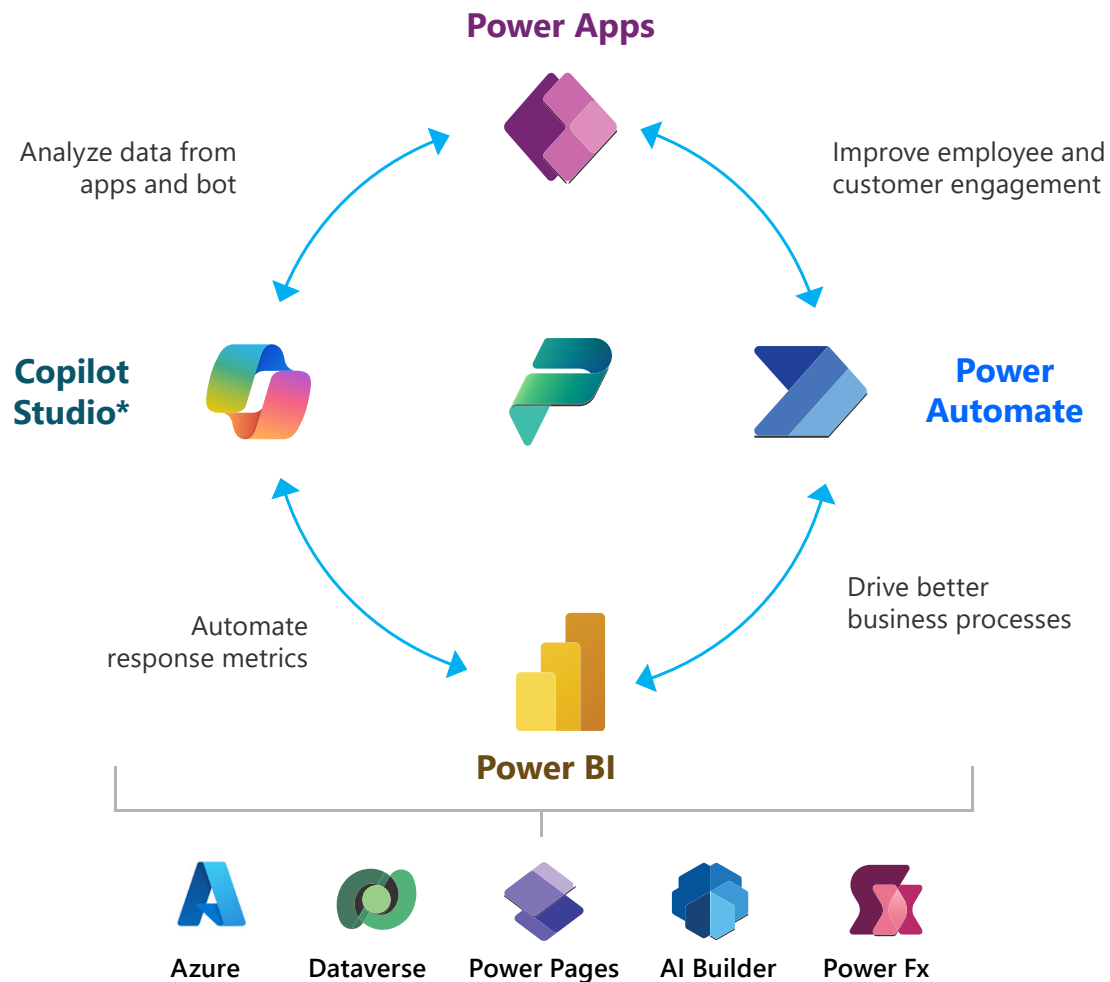 Power Apps
Analyze data from
apps and bot
Improve employee and
customer engagement
Copilot
Studio*
Power
Automate
Automate
response metrics
Drive better
business processes
Power BI
Azure
Dataverse
Power Pages
AI Builder
Power Fx